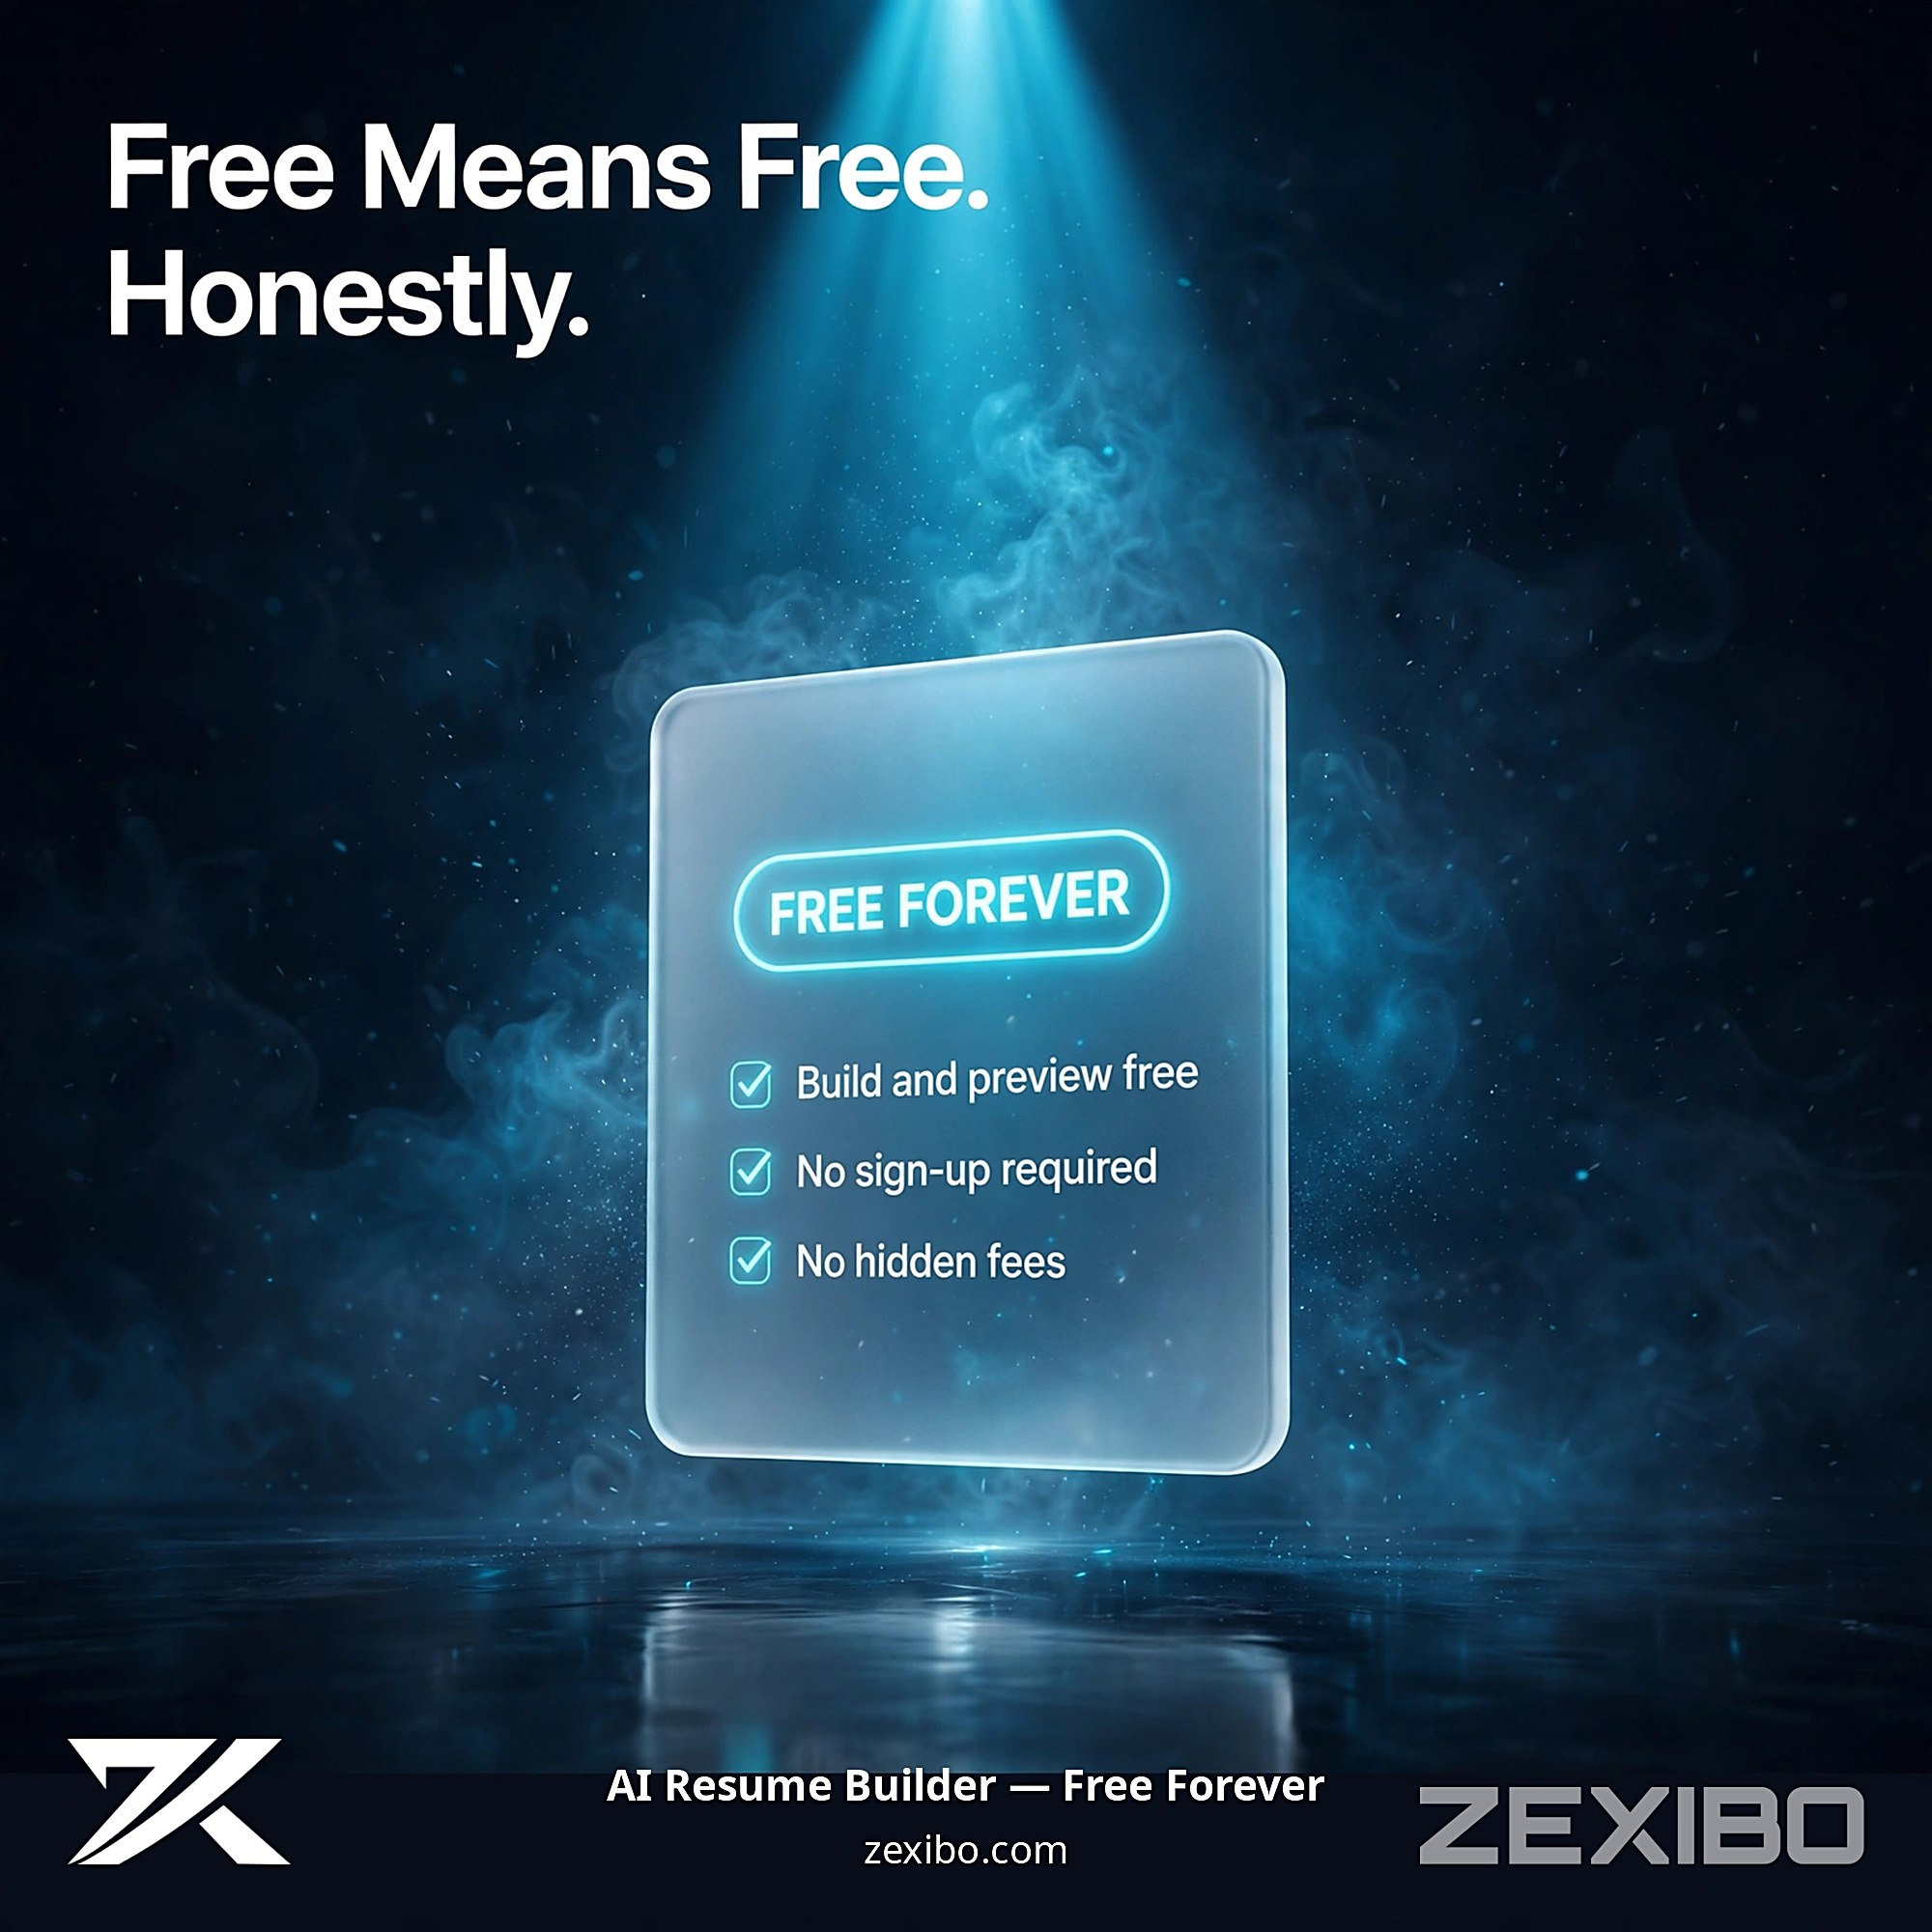 Free Means Free.
Honestly.
FREE FOREVER
Build and preview free
No sign-up required
No hidden fees
AI Resume Builder — Free Forever
zexibo.com
ZEXIBO